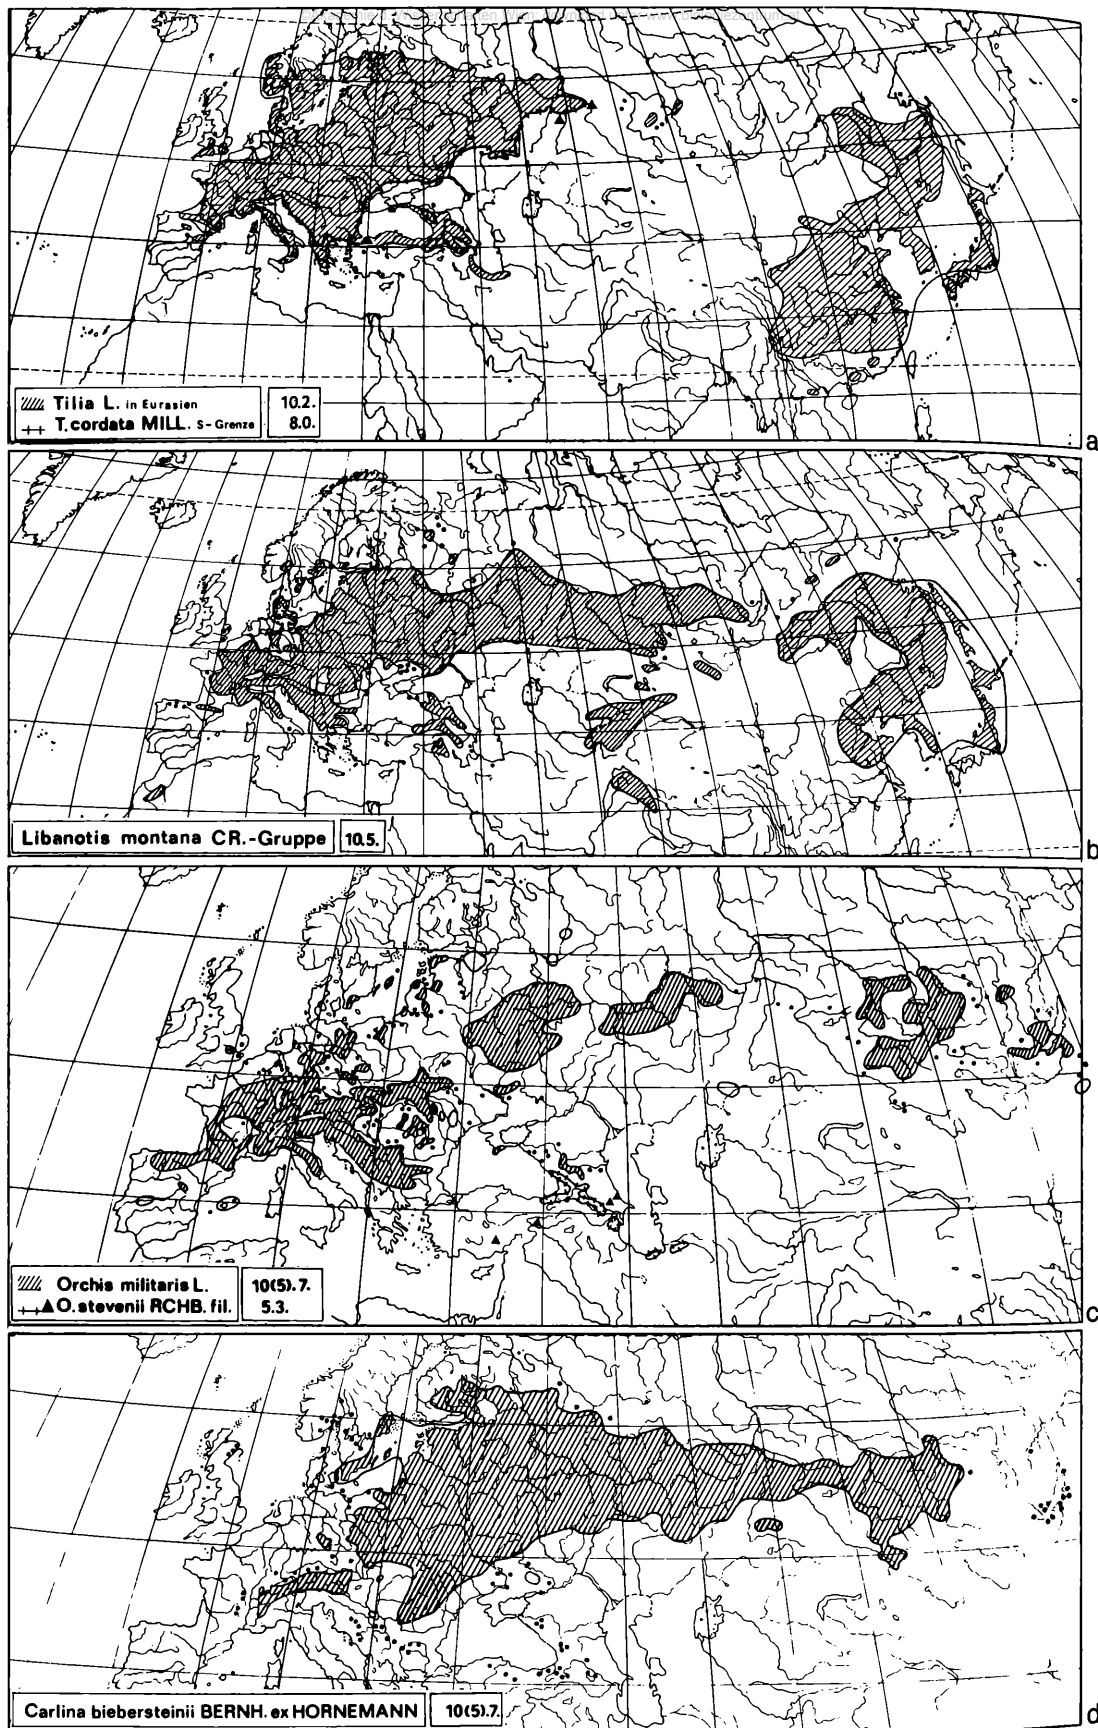 Tilia L. in Eurasien 10.2.
T. cordata MILL. S-Grenze 8.0.
a
Libanotis montana CR.-Gruppe 10.5.
b
Orchis militaris L. 10(5).7.
O. stevenii RCHB. fil. 5.3.
c
Carlina biebersteinii BERNH. ex HORNEMANN 10(5).7.
d